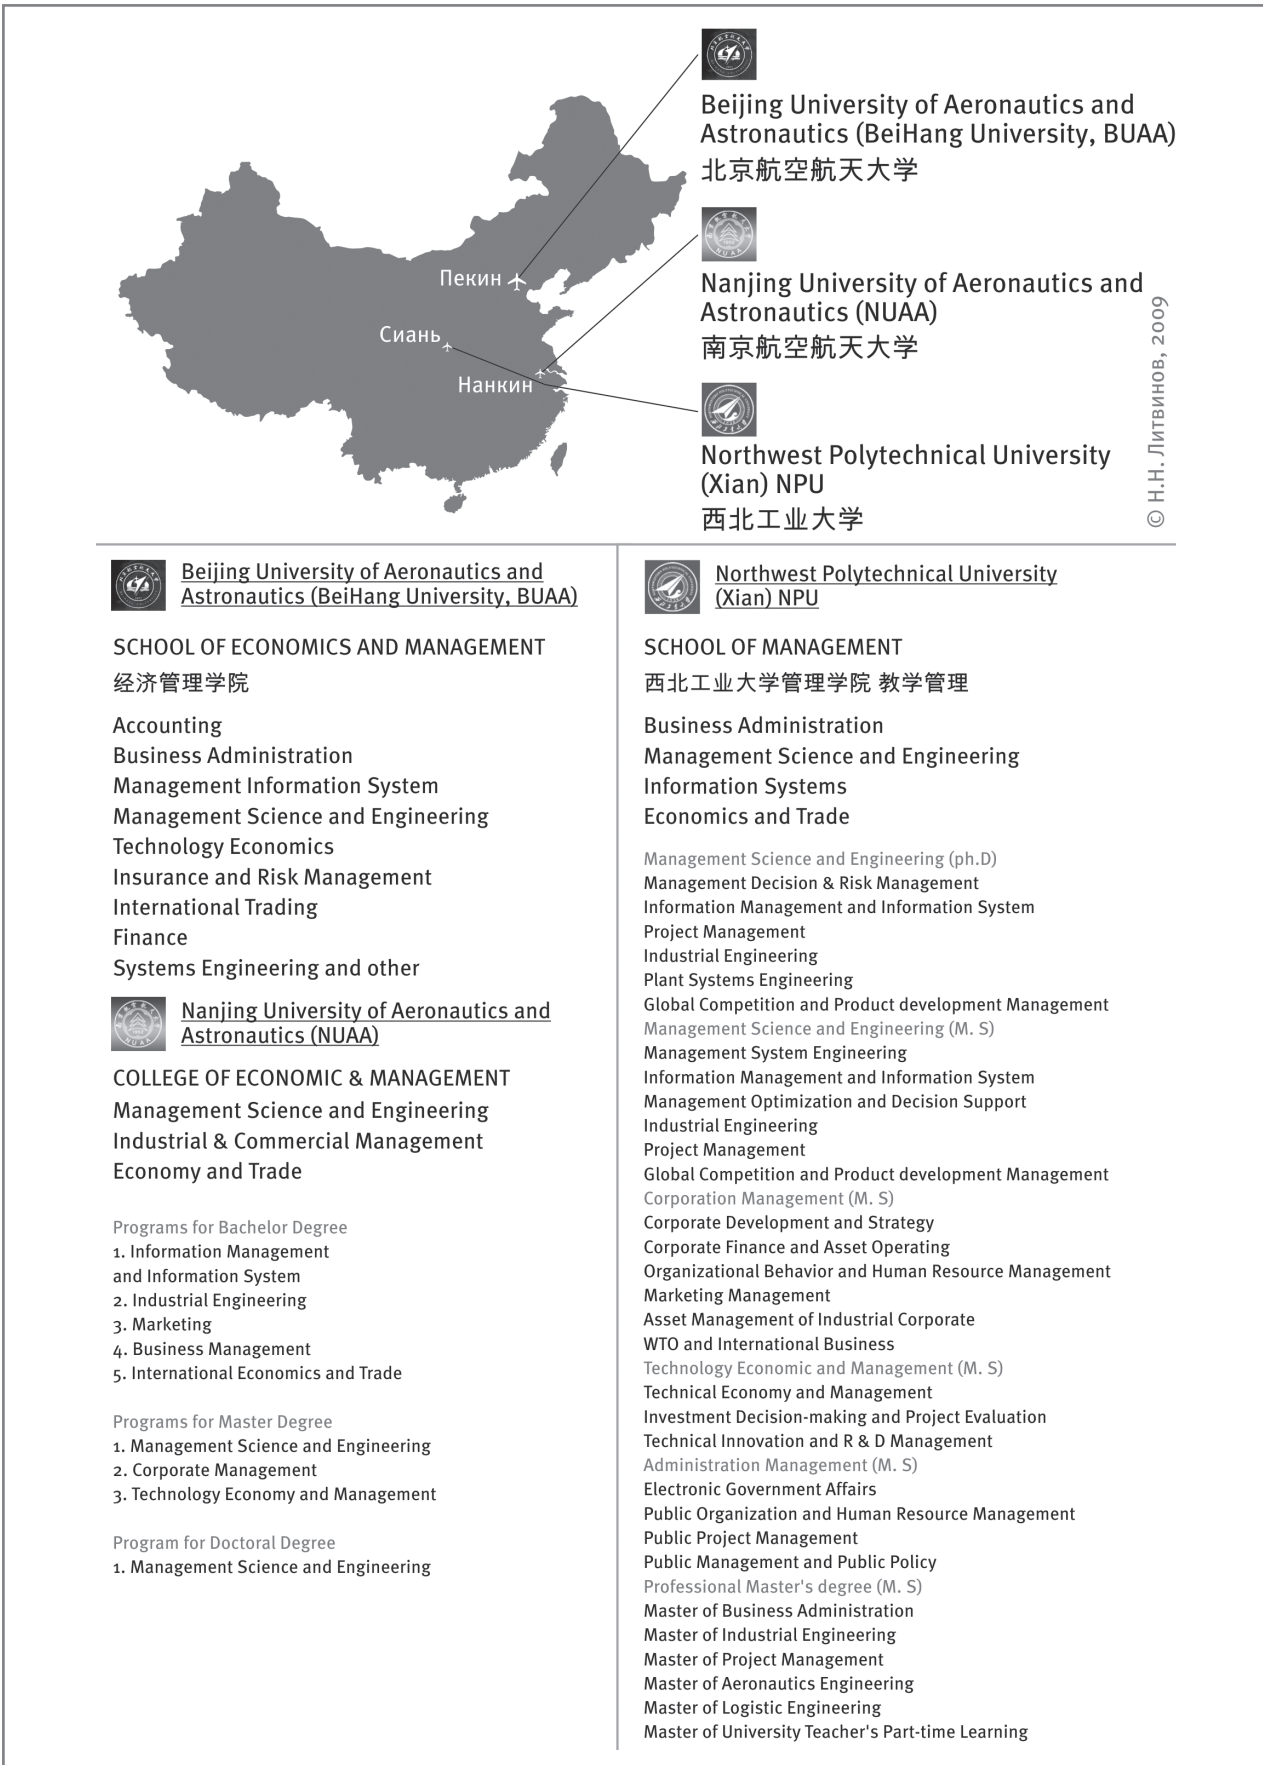 Beijing University of Aeronautics and
Astronautics (BeiHang University, BUAA)
北京航空航天大学
NUAA
Nanjing University of Aeronautics and
Astronautics (NUAA)
南京航空航天大学
Northwest Polytechnical University
(Xian) NPU
西北工业大学
Пекин
Сиань
Нанкин
© Н.Н. Литвинов, 2009
Beijing University of Aeronautics and
Astronautics (BeiHang University, BUAA)
SCHOOL OF ECONOMICS AND MANAGEMENT
经济管理学院
Accounting
Business Administration
Management Information System
Management Science and Engineering
Technology Economics
Insurance and Risk Management
International Trading
Finance
Systems Engineering and other
NUAA
Nanjing University of Aeronautics and
Astronautics (NUAA)
COLLEGE OF ECONOMIC & MANAGEMENT
Management Science and Engineering
Industrial & Commercial Management
Economy and Trade
Programs for Bachelor Degree
1. Information Management
and Information System
2. Industrial Engineering
3. Marketing
4. Business Management
5. International Economics and Trade
Programs for Master Degree
1. Management Science and Engineering
2. Corporate Management
3. Technology Economy and Management
Program for Doctoral Degree
1. Management Science and Engineering
Northwest Polytechnical University
(Xian) NPU
SCHOOL OF MANAGEMENT
西北工业大学管理学院 教学管理
Business Administration
Management Science and Engineering
Information Systems
Economics and Trade
Management Science and Engineering (ph.D)
Management Decision & Risk Management
Information Management and Information System
Project Management
Industrial Engineering
Plant Systems Engineering
Global Competition and Product development Management
Management Science and Engineering (M. S)
Management System Engineering
Information Management and Information System
Management Optimization and Decision Support
Industrial Engineering
Project Management
Global Competition and Product development Management
Corporation Management (M. S)
Corporate Development and Strategy
Corporate Finance and Asset Operating
Organizational Behavior and Human Resource Management
Marketing Management
Asset Management of Industrial Corporate
WTO and International Business
Technology Economic and Management (M. S)
Technical Economy and Management
Investment Decision-making and Project Evaluation
Technical Innovation and R & D Management
Administration Management (M. S)
Electronic Government Affairs
Public Organization and Human Resource Management
Public Project Management
Public Management and Public Policy
Professional Master's degree (M. S)
Master of Business Administration
Master of Industrial Engineering
Master of Project Management
Master of Aeronautics Engineering
Master of Logistic Engineering
Master of University Teacher's Part-time Learning